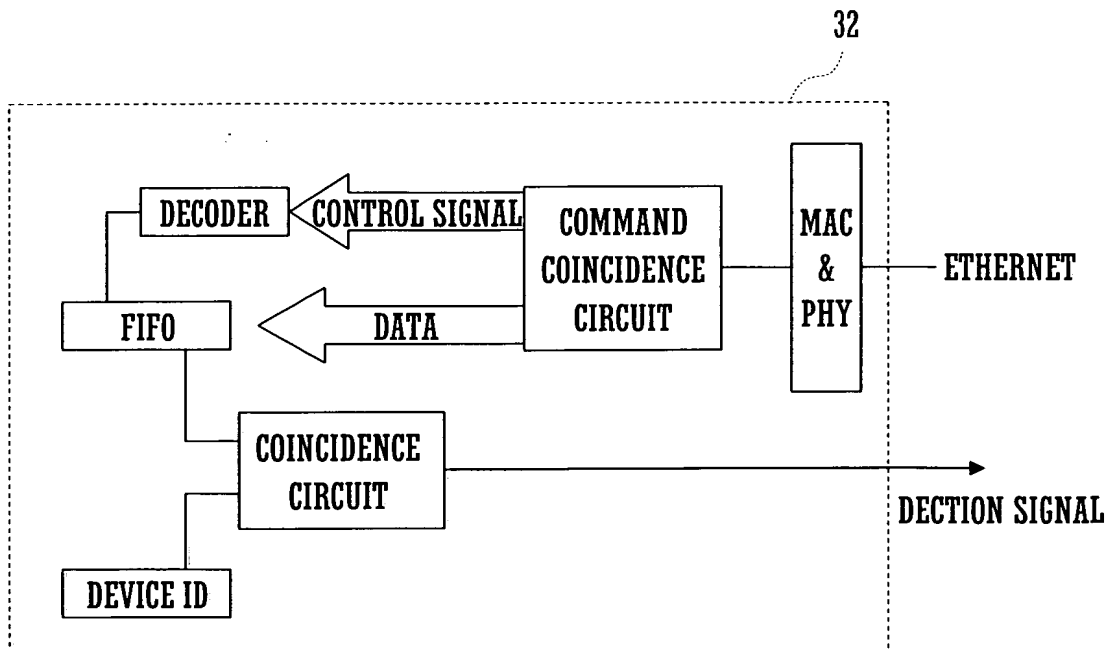 32
DECODER
CONTROL SIGNAL
COMMAND
COINCIDENCE
CIRCUIT
MAC
&
PHY
ETHERNET
FIFO
DATA
COINCIDENCE
CIRCUIT
DECTION SIGNAL
DEVICE ID